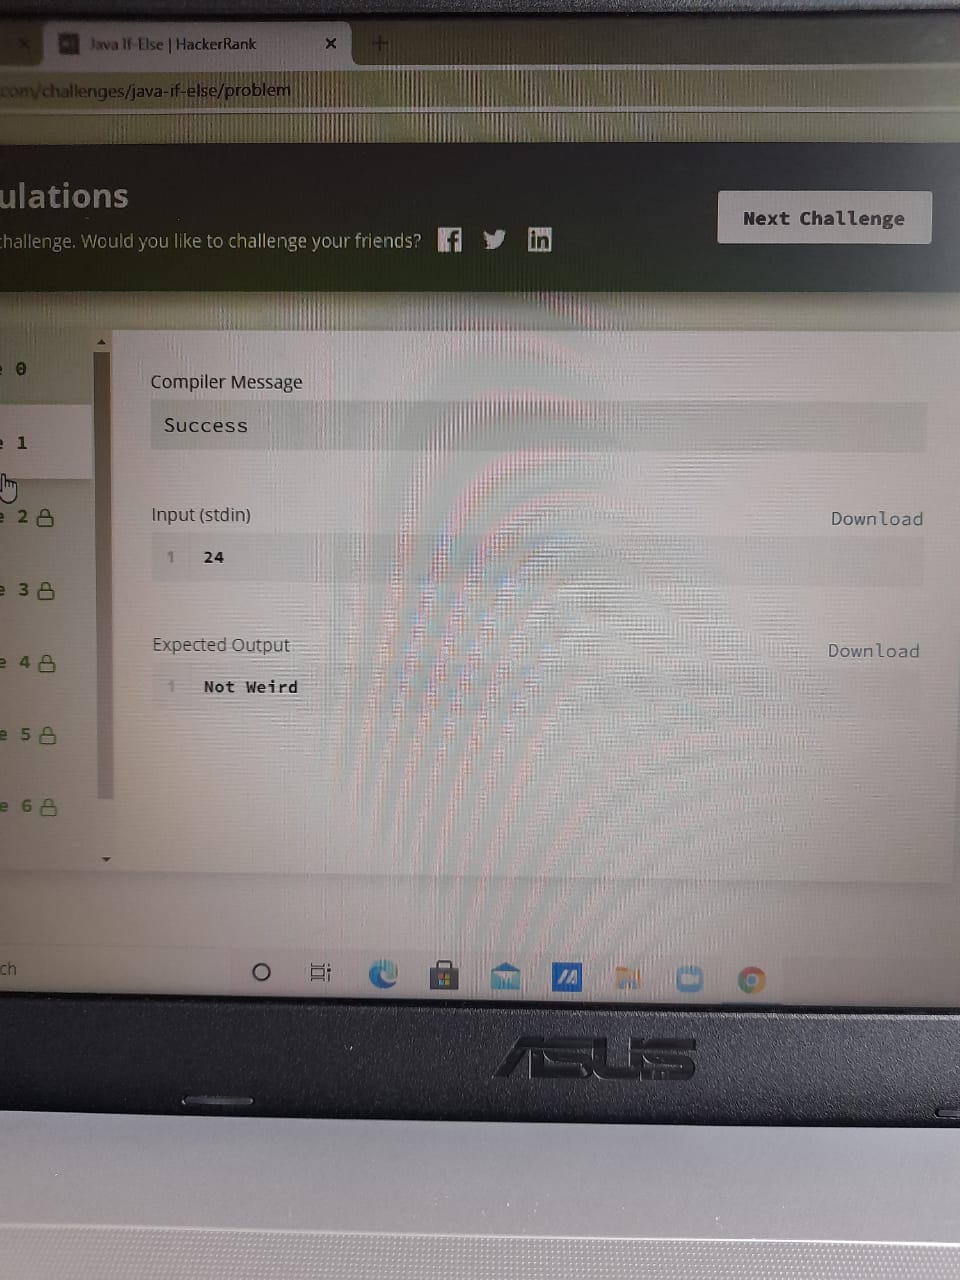 Java If-Else | HackerRank
com/challenges/java-if-else/problem
ulations
challenge. Would you like to challenge your friends?
Next Challenge
e 0
e 1
e 2
e 3
e 4
e 5
e 6
Compiler Message
Success
Input (stdin)
Download
1 24
Expected Output
Download
1 Not Weird
ch
ASUS